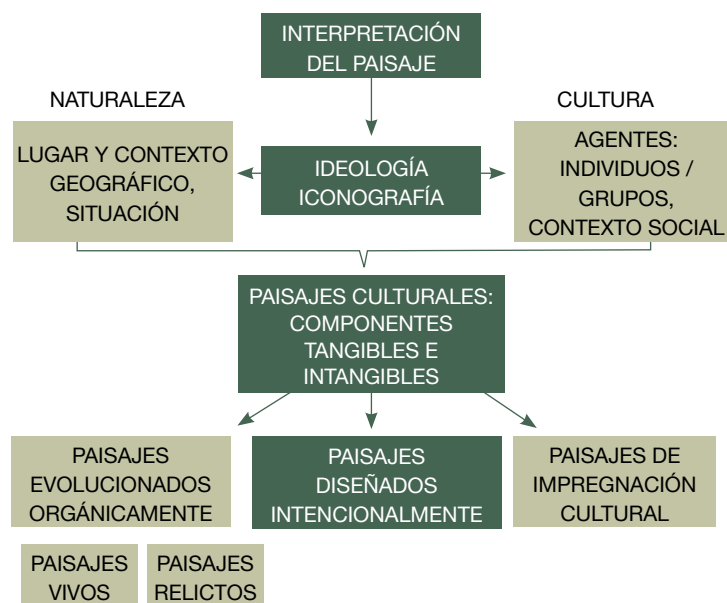 INTERPRETACIÓN
DEL PAISAJE
NATURALEZA
CULTURA
LUGAR Y CONTEXTO
GEOGRÁFICO,
SITUACIÓN
IDEOLOGÍA
ICONOGRAFÍA
AGENTES:
INDIVIDUOS /
GRUPOS,
CONTEXTO SOCIAL
PAISAJES CULTURALES:
COMPONENTES
TANGIBLES E
INTANGIBLES
PAISAJES
EVOLUCIONADOS
ORGÁNICAMENTE
PAISAJES
DISEÑADOS
INTENCIONALMENTE
PAISAJES DE
IMPREGNACIÓN
CULTURAL
PAISAJES
VIVOS
PAISAJES
RELICTOS